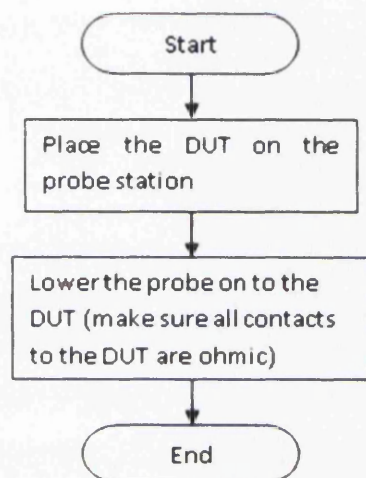 Start
Place the DUT on the
probe station
Lower the probe on to the
DUT (make sure all contacts
to the DUT are ohmic)
End